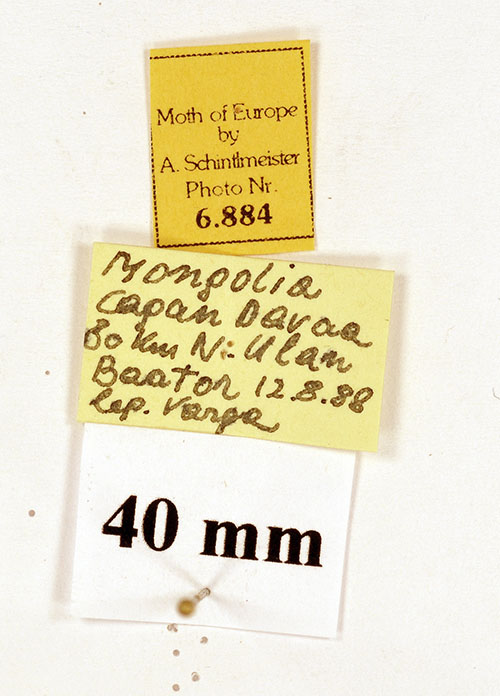 Moth of Europe
by
A. Schintlmeister
Photo Nr.
6.884
Mongolia
Capan Davaa
80 km N. Ulan
Baator 12.8.88
lep. Varga
40 mm